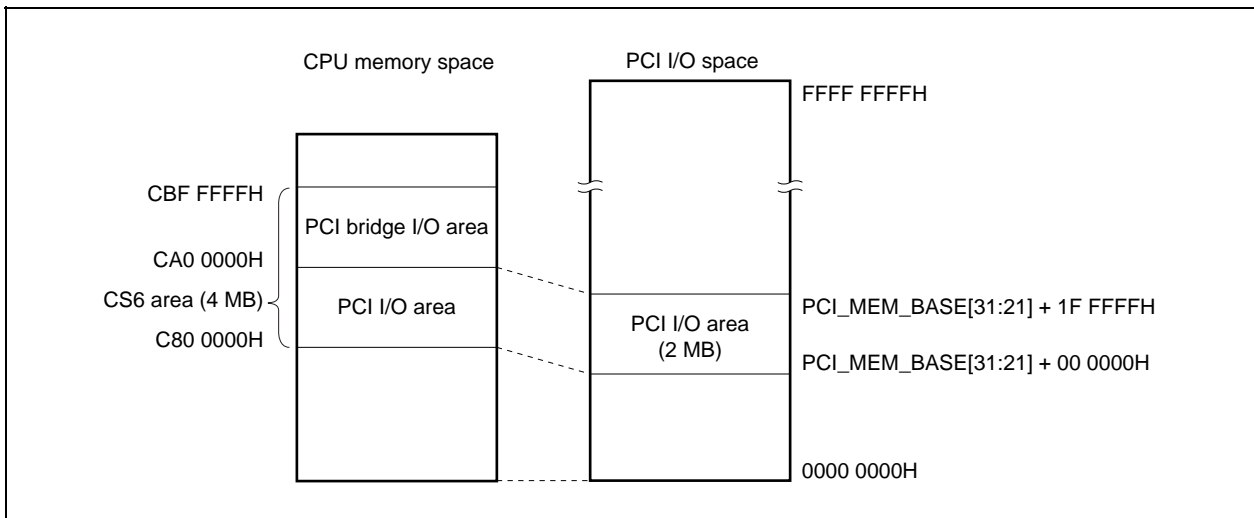 CPU memory space
PCI I/O space
FFFF FFFFH
CBF FFFFH
PCI bridge I/O area
CA0 0000H
CS6 area (4 MB)
PCI I/O area
C80 0000H
PCI I/O area
(2 MB)
PCI_MEM_BASE[31:21] + 1F FFFFH
PCI_MEM_BASE[31:21] + 00 0000H
0000 0000H